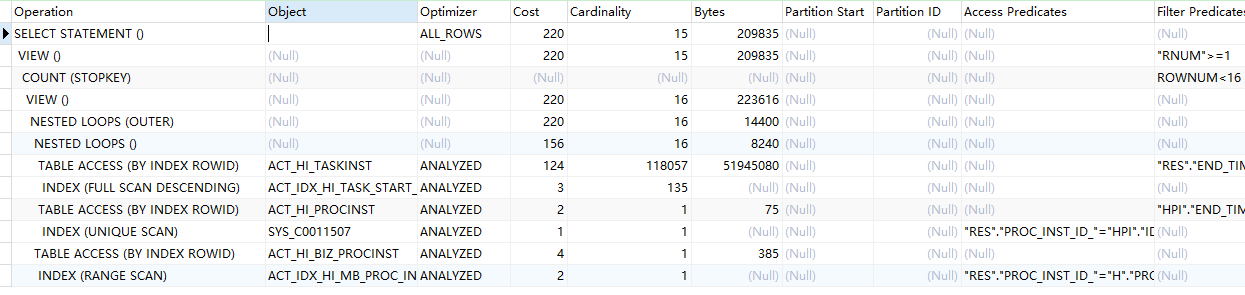 Operation Object Optimizer Cost Cardinality Bytes Partition Start Partition ID Access Predicates Filter Predicates
SELECT STATEMENT () ALL_ROWS 220 15 209835 (Null) (Null) (Null) (Null)
VIEW () (Null) (Null) 220 15 209835 (Null) (Null) (Null) "RNUM">=1
COUNT (STOPKEY) (Null) (Null) (Null) (Null) (Null) (Null) (Null) (Null) ROWNUM<16
VIEW () (Null) (Null) 220 16 223616 (Null) (Null) (Null) (Null)
NESTED LOOPS (OUTER) (Null) (Null) 220 16 14400 (Null) (Null) (Null) (Null)
NESTED LOOPS () (Null) (Null) 156 16 8240 (Null) (Null) (Null) (Null)
TABLE ACCESS (BY INDEX ROWID) ACT_HI_TASKINST ANALYZED 124 118057 51945080 (Null) (Null) (Null) "RES"."END_TIM
INDEX (FULL SCAN DESCENDING) ACT_IDX_HI_TASK_START_ ANALYZED 3 135 (Null) (Null) (Null) (Null) (Null)
TABLE ACCESS (BY INDEX ROWID) ACT_HI_PROCINST ANALYZED 2 1 75 (Null) (Null) (Null) "HPI"."END_TIM
INDEX (UNIQUE SCAN) SYS_C0011507 ANALYZED 1 1 (Null) (Null) (Null) "RES"."PROC_INST_ID_"="HPI"."ID (Null)
TABLE ACCESS (BY INDEX ROWID) ACT_HI_BIZ_PROCINST ANALYZED 4 1 385 (Null) (Null) (Null) (Null)
INDEX (RANGE SCAN) ACT_IDX_HI_MB_PROC_IN ANALYZED 2 1 (Null) (Null) (Null) "RES"."PROC_INST_ID_"="H"."PRO (Null)